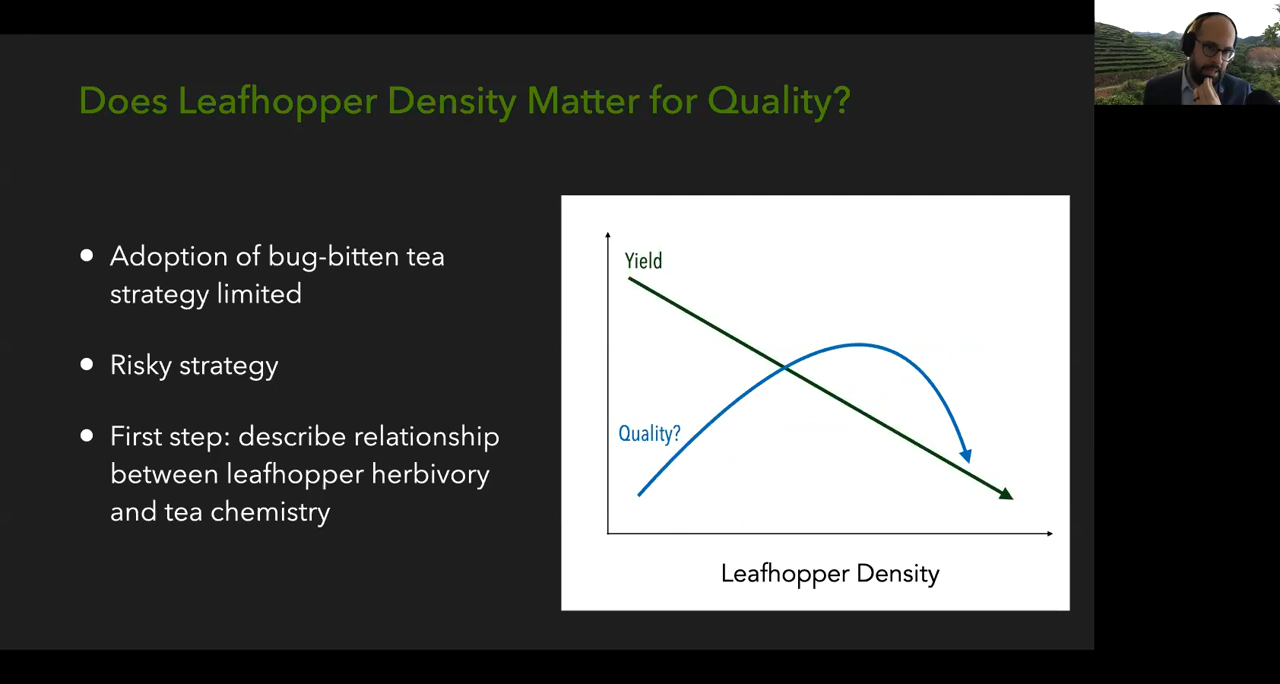 Does Leafhopper Density Matter for Quality?
• Adoption of bug-bitten tea
strategy limited
• Risky strategy
• First step: describe relationship
between leafhopper herbivory
and tea chemistry
Yield
Quality?
Leafhopper Density